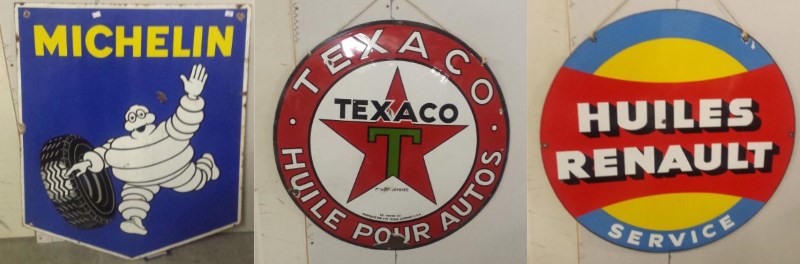 MICHELIN
TEXACO
TEXACO
T
HUILE POUR AUTOS
HUILES
RENAULT
SERVICE